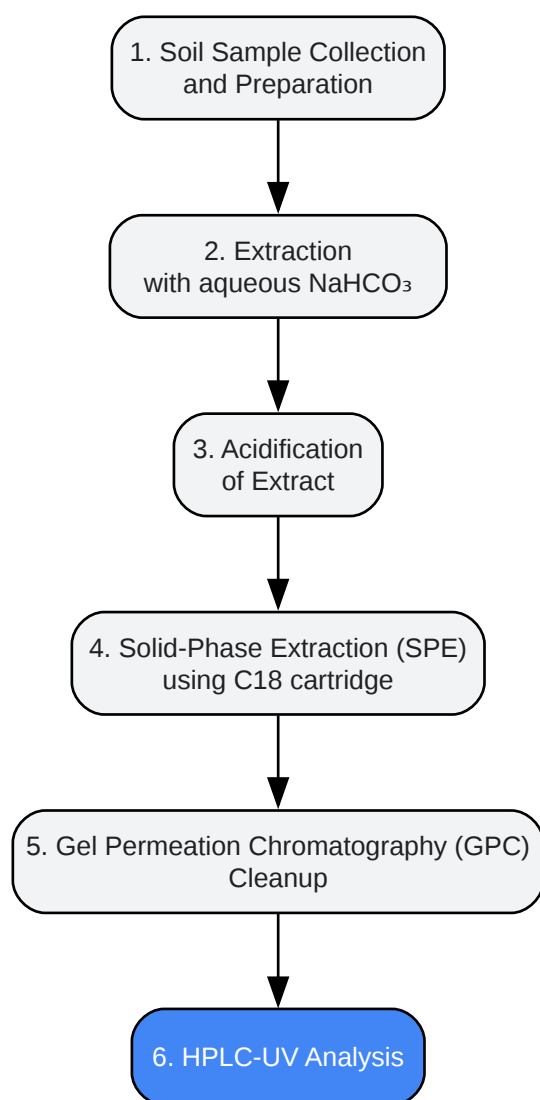 1. Soil Sample Collection
and Preparation
2. Extraction
with aqueous NaHCO₃
3. Acidification
of Extract
4. Solid-Phase Extraction (SPE)
using C18 cartridge
5. Gel Permeation Chromatography (GPC)
Cleanup
6. HPLC-UV Analysis